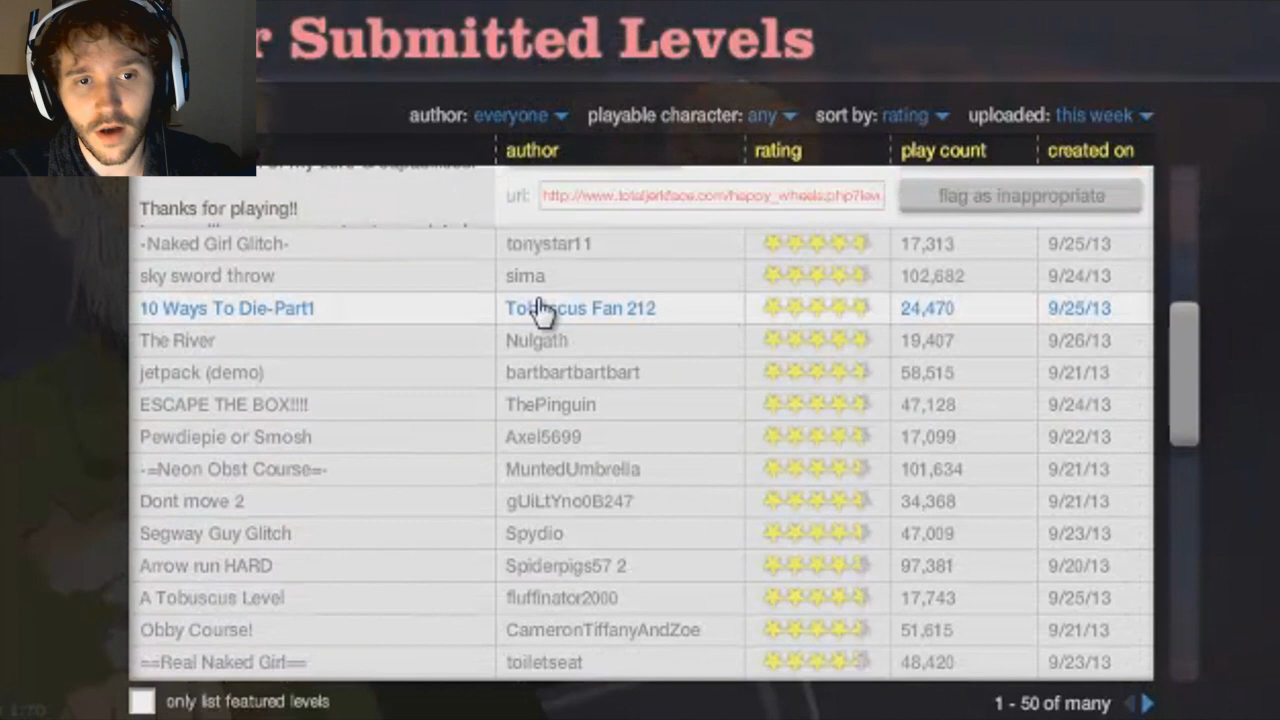 r Submitted Levels
author: everyone playable character: any sort by: rating uploaded: this week
author rating play count created on
url: http://www.totaljerkface.com/happy_wheels.php?lev flag as inappropriate
Thanks for playing!!
-Naked Girl Glitch- tonystar11 17,313 9/25/13
sky sword throw sima 102,682 9/24/13
10 Ways To Die-Part1 Tobuscus Fan 212 24,470 9/25/13
The River Nulgath 19,407 9/26/13
jetpack (demo) bartbartbartbart 58,515 9/21/13
ESCAPE THE BOX!!!! ThePinguin 47,128 9/24/13
Pewdiepie or Smosh Axel5699 17,099 9/22/13
-=Neon Obst Course=- MuntedUmbrella 101,634 9/21/13
Dont move 2 gUiLtYno0B247 34,368 9/21/13
Segway Guy Glitch Spydio 47,009 9/23/13
Arrow run HARD Spiderpigs57 2 97,381 9/20/13
A Tobuscus Level fluffinator2000 17,743 9/25/13
Obby Course! CameronTiffanyAndZoe 51,615 9/21/13
==Real Naked Girl== toiletseat 48,420 9/23/13
only list featured levels 1 - 50 of many